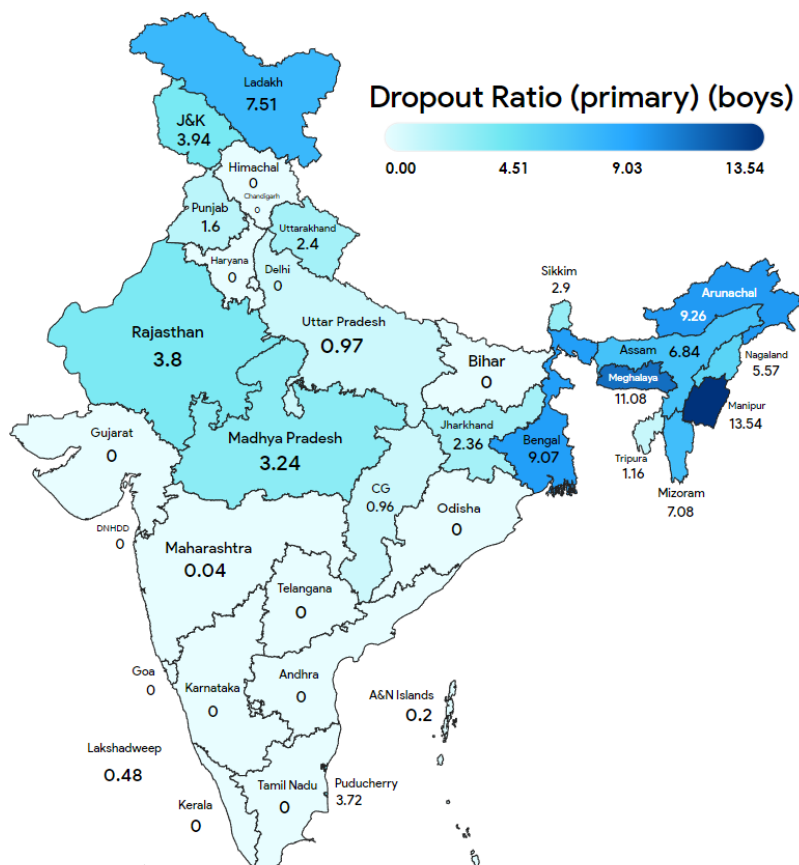 Ladakh
7.51
Dropout Ratio (primary) (boys)
0.00 4.51 9.03 13.54
J&K
3.94
Himachal
0
Chandigarh
0
Punjab
1.6
Uttarakhand
2.4
Haryana
0
Delhi
0
Sikkim
2.9
Arunachal
9.26
Rajasthan
3.8
Uttar Pradesh
0.97
Bihar
0
Assam 6.84
Nagaland
5.57
Meghalaya
11.08
Manipur
13.54
Gujarat
0
Madhya Pradesh
3.24
Jharkhand
2.36
Bengal
9.07
Tripura
1.16
Mizoram
7.08
CG
0.96
Odisha
0
DNHDD
0
Maharashtra
0.04
Telangana
0
Goa
0
Karnataka
0
Andhra
0
A&N Islands
0.2
Lakshadweep
0.48
Kerala
0
Tamil Nadu
0
Puducherry
3.72